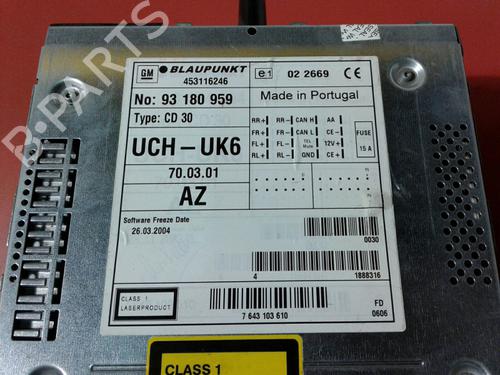 GM BLAUPUNKT
453116246
e1 02 2669 CE
No: 93 180 959
Made in Portugal
Type: CD 30
UCH - UK6
70.03.01
AZ
RR+ RR- CAN H AA
FR+ FR- CAN L CE-
FL+ FL- TEL Mute 12V+
RL+ RL- GND CE+
FUSE
15 A
Software Freeze Date
26.03.2004
0030
4 1888316
CLASS 1
LASERPRODUCT
7 643 103 610
FD
0606
CLASS 1
B-PARTS